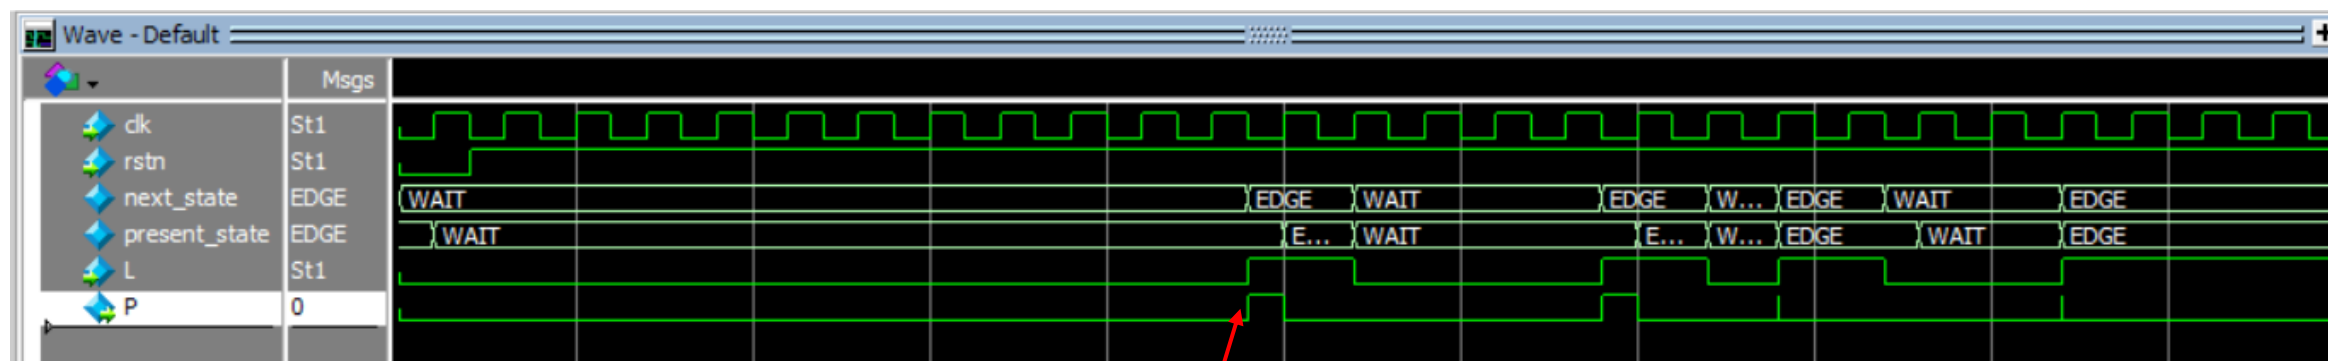 Wave - Default
Msgs
clk St1
rstn St1
next_state EDGE WAIT EDGE WAIT EDGE W... EDGE WAIT EDGE
present_state EDGE WAIT E... WAIT E... W... EDGE WAIT EDGE
L St1
P 0